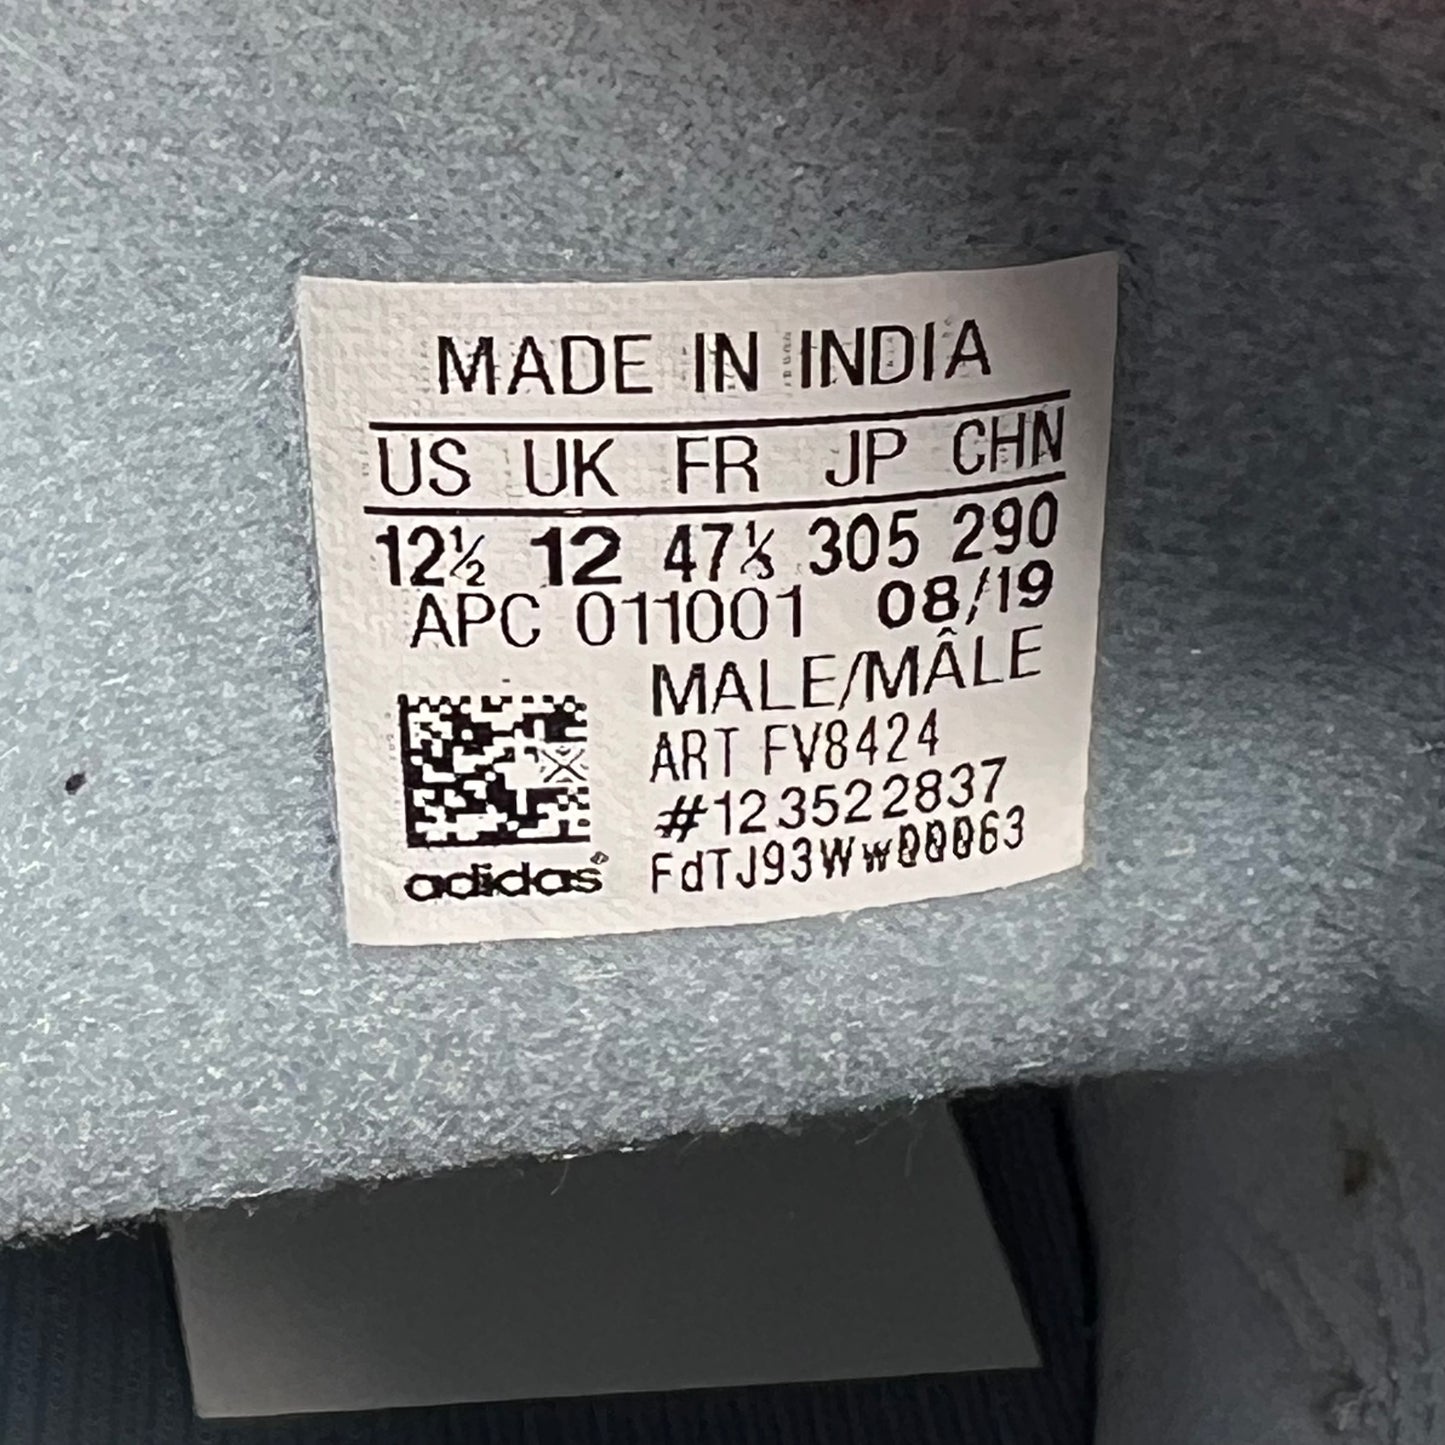 MADE IN INDIA
US UK FR JP CHN
12½ 12 47⅓ 305 290
APC 011001 08/19
MALE/MÂLE
ART FV8424
#123522837
FdTJ93Ww00063
adidas®